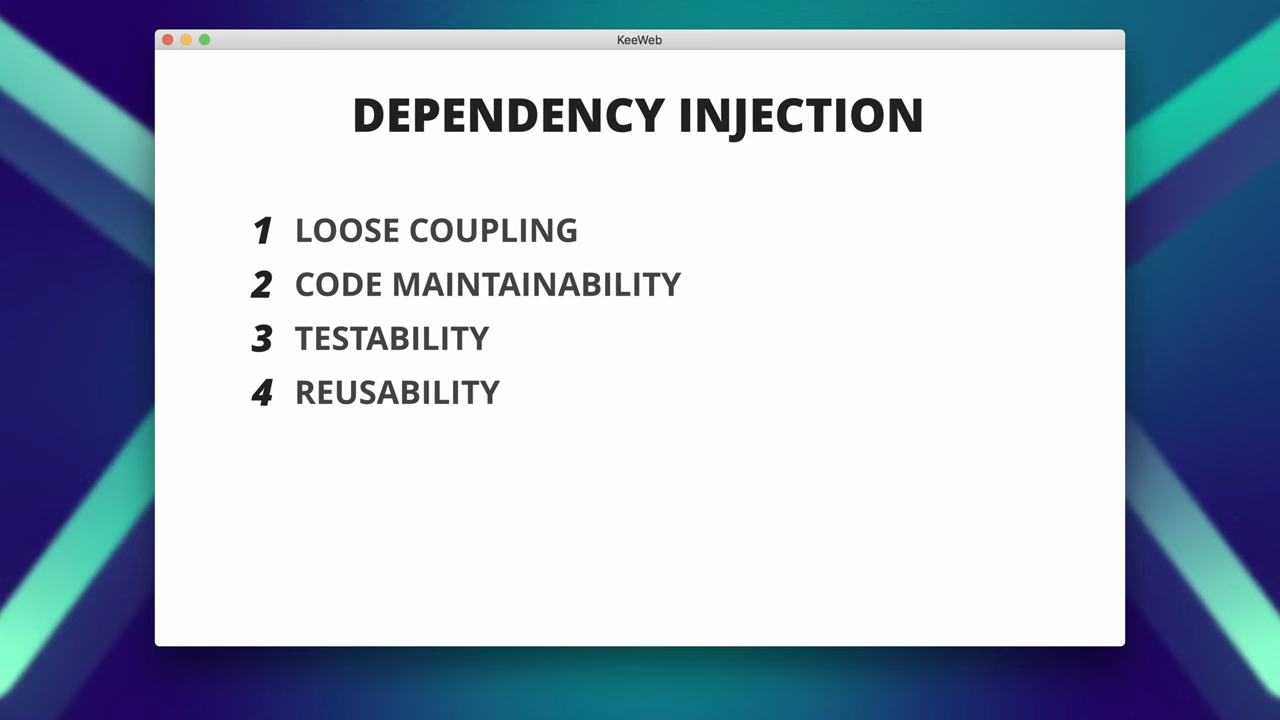 KeeWeb
DEPENDENCY INJECTION
1 LOOSE COUPLING
2 CODE MAINTAINABILITY
3 TESTABILITY
4 REUSABILITY